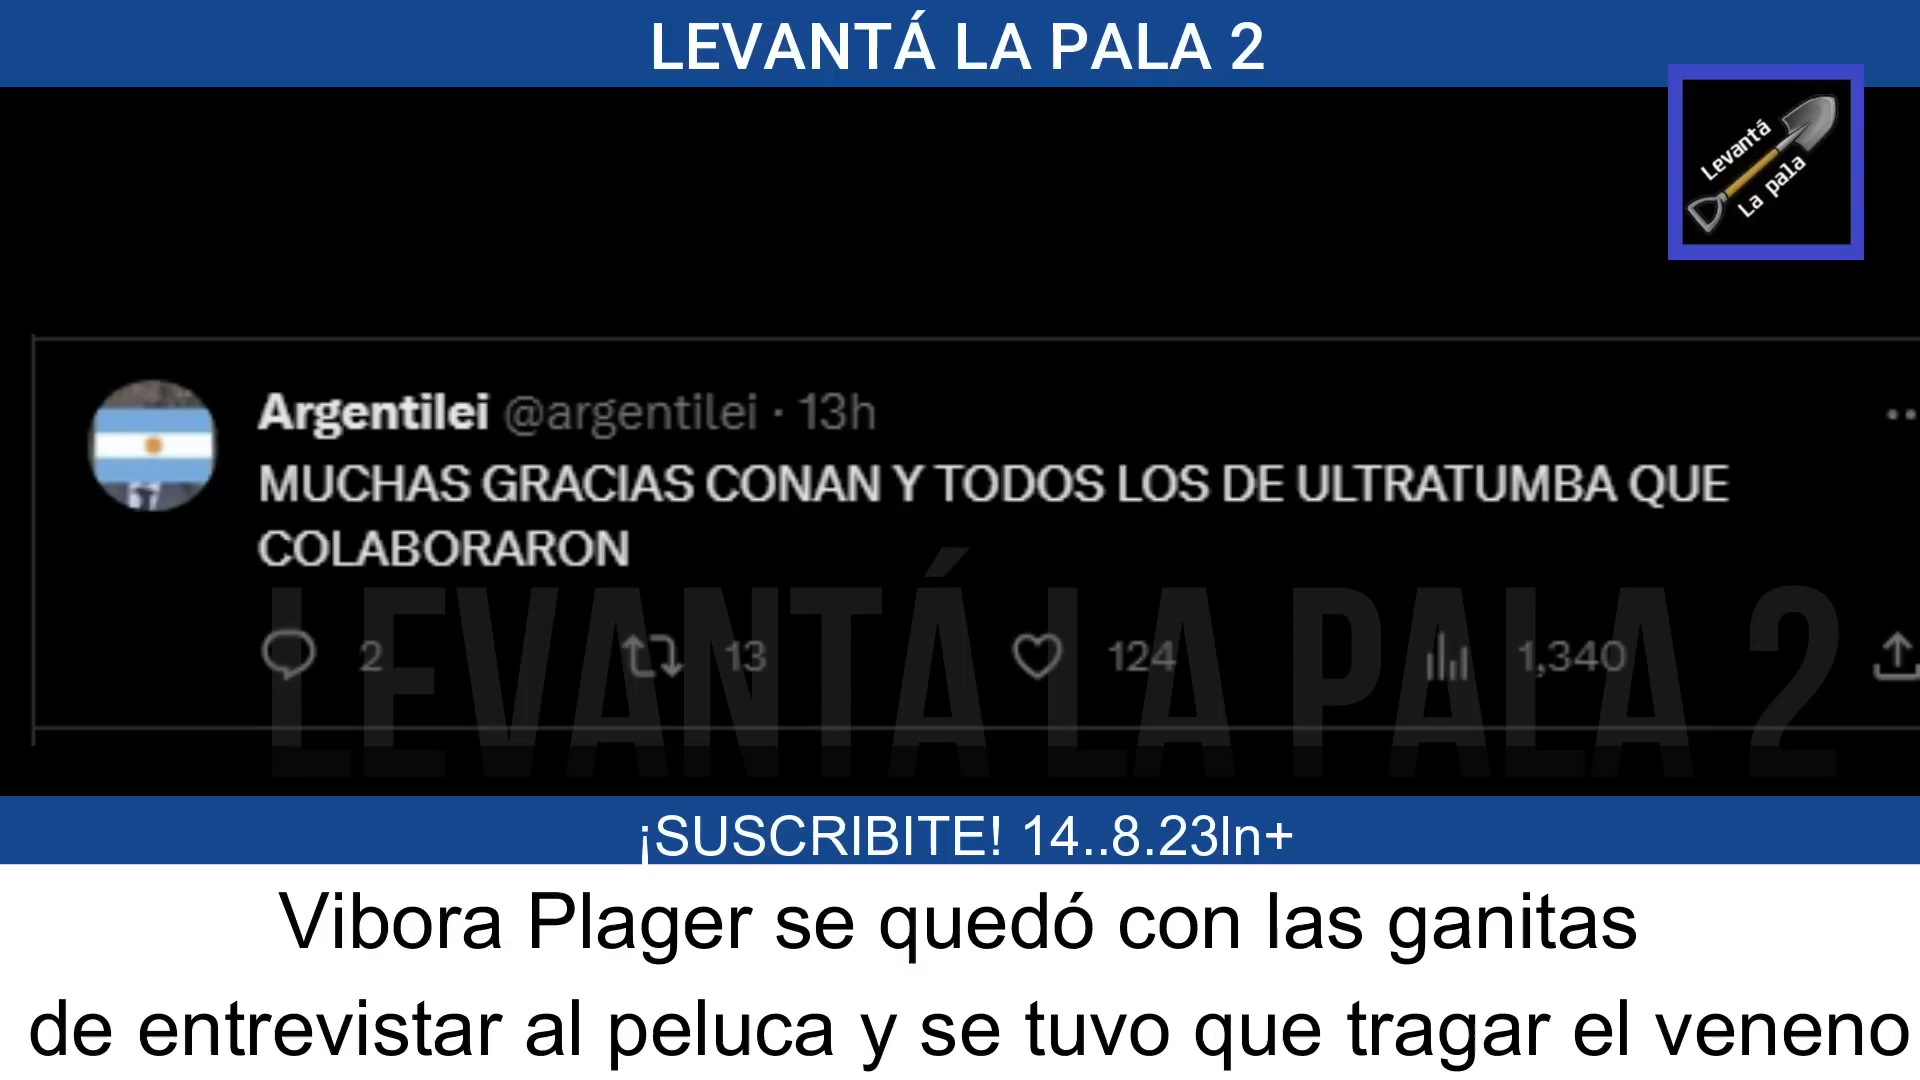 LEVANTÁ LA PALA 2
Levantá
La pala
Argentilei @argentilei · 13h
MUCHAS GRACIAS CONAN Y TODOS LOS DE ULTRATUMBA QUE
COLABORARON
2 13 124 1,340
LEVANTÁ LA PALA 2
¡SUSCRIBITE! 14..8.23ln+
Vibora Plager se quedó con las ganitas
de entrevistar al peluca y se tuvo que tragar el veneno